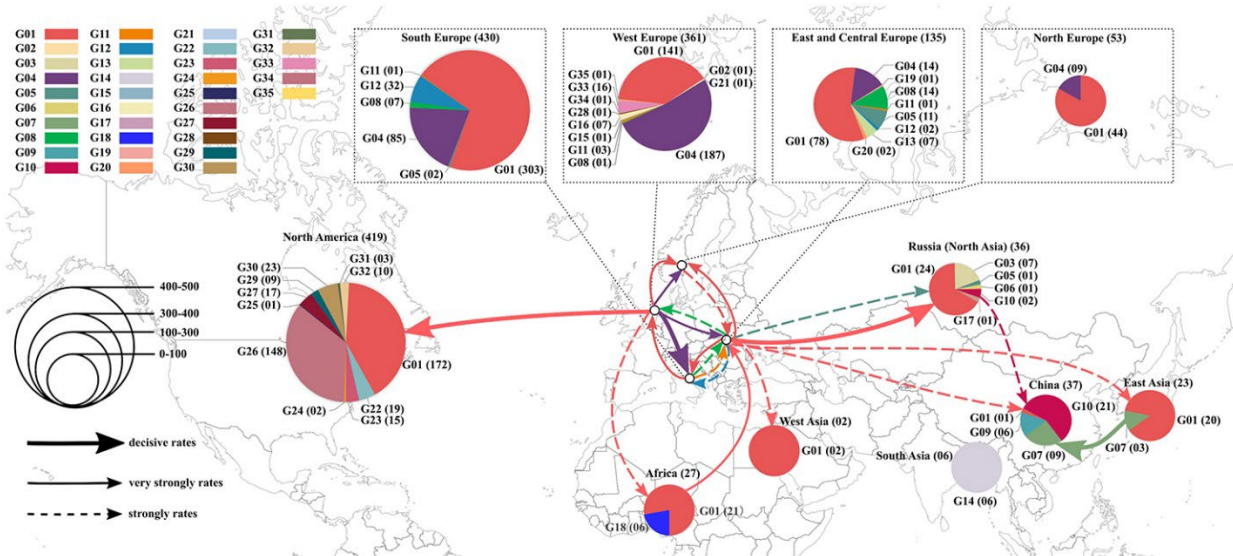 G01
G02
G03
G04
G05
G06
G07
G08
G09
G10
G11
G12
G13
G14
G15
G16
G17
G18
G19
G20
G21
G22
G23
G24
G25
G26
G27
G28
G29
G30
G31
G32
G33
G34
G35
South Europe (430)
G11 (01)
G12 (32)
G08 (07)
G04 (85)
G05 (02)
G01 (303)
West Europe (361)
G01 (141)
G35 (01)
G33 (16)
G34 (01)
G28 (01)
G16 (07)
G15 (01)
G11 (03)
G08 (01)
G02 (01)
G21 (01)
G04 (187)
East and Central Europe (135)
G04 (14)
G19 (01)
G08 (14)
G11 (01)
G05 (11)
G12 (02)
G13 (07)
G01 (78)
G20 (02)
North Europe (53)
G04 (09)
G01 (44)
North America (419)
G31 (03)
G30 (23)
G32 (10)
G29 (09)
G27 (17)
G25 (01)
G26 (148)
G01 (172)
G24 (02)
G22 (19)
G23 (15)
400-500
300-400
100-300
0-100
decisive rates
very strongly rates
strongly rates
Russia (North Asia) (36)
G01 (24)
G03 (07)
G05 (01)
G06 (01)
G10 (02)
G17 (01)
China (37)
G10 (21)
G01 (01)
G09 (06)
G07 (09)
East Asia (23)
G01 (20)
G07 (03)
West Asia (02)
G01 (02)
South Asia (06)
G14 (06)
Africa (27)
G01 (21)
G18 (06)